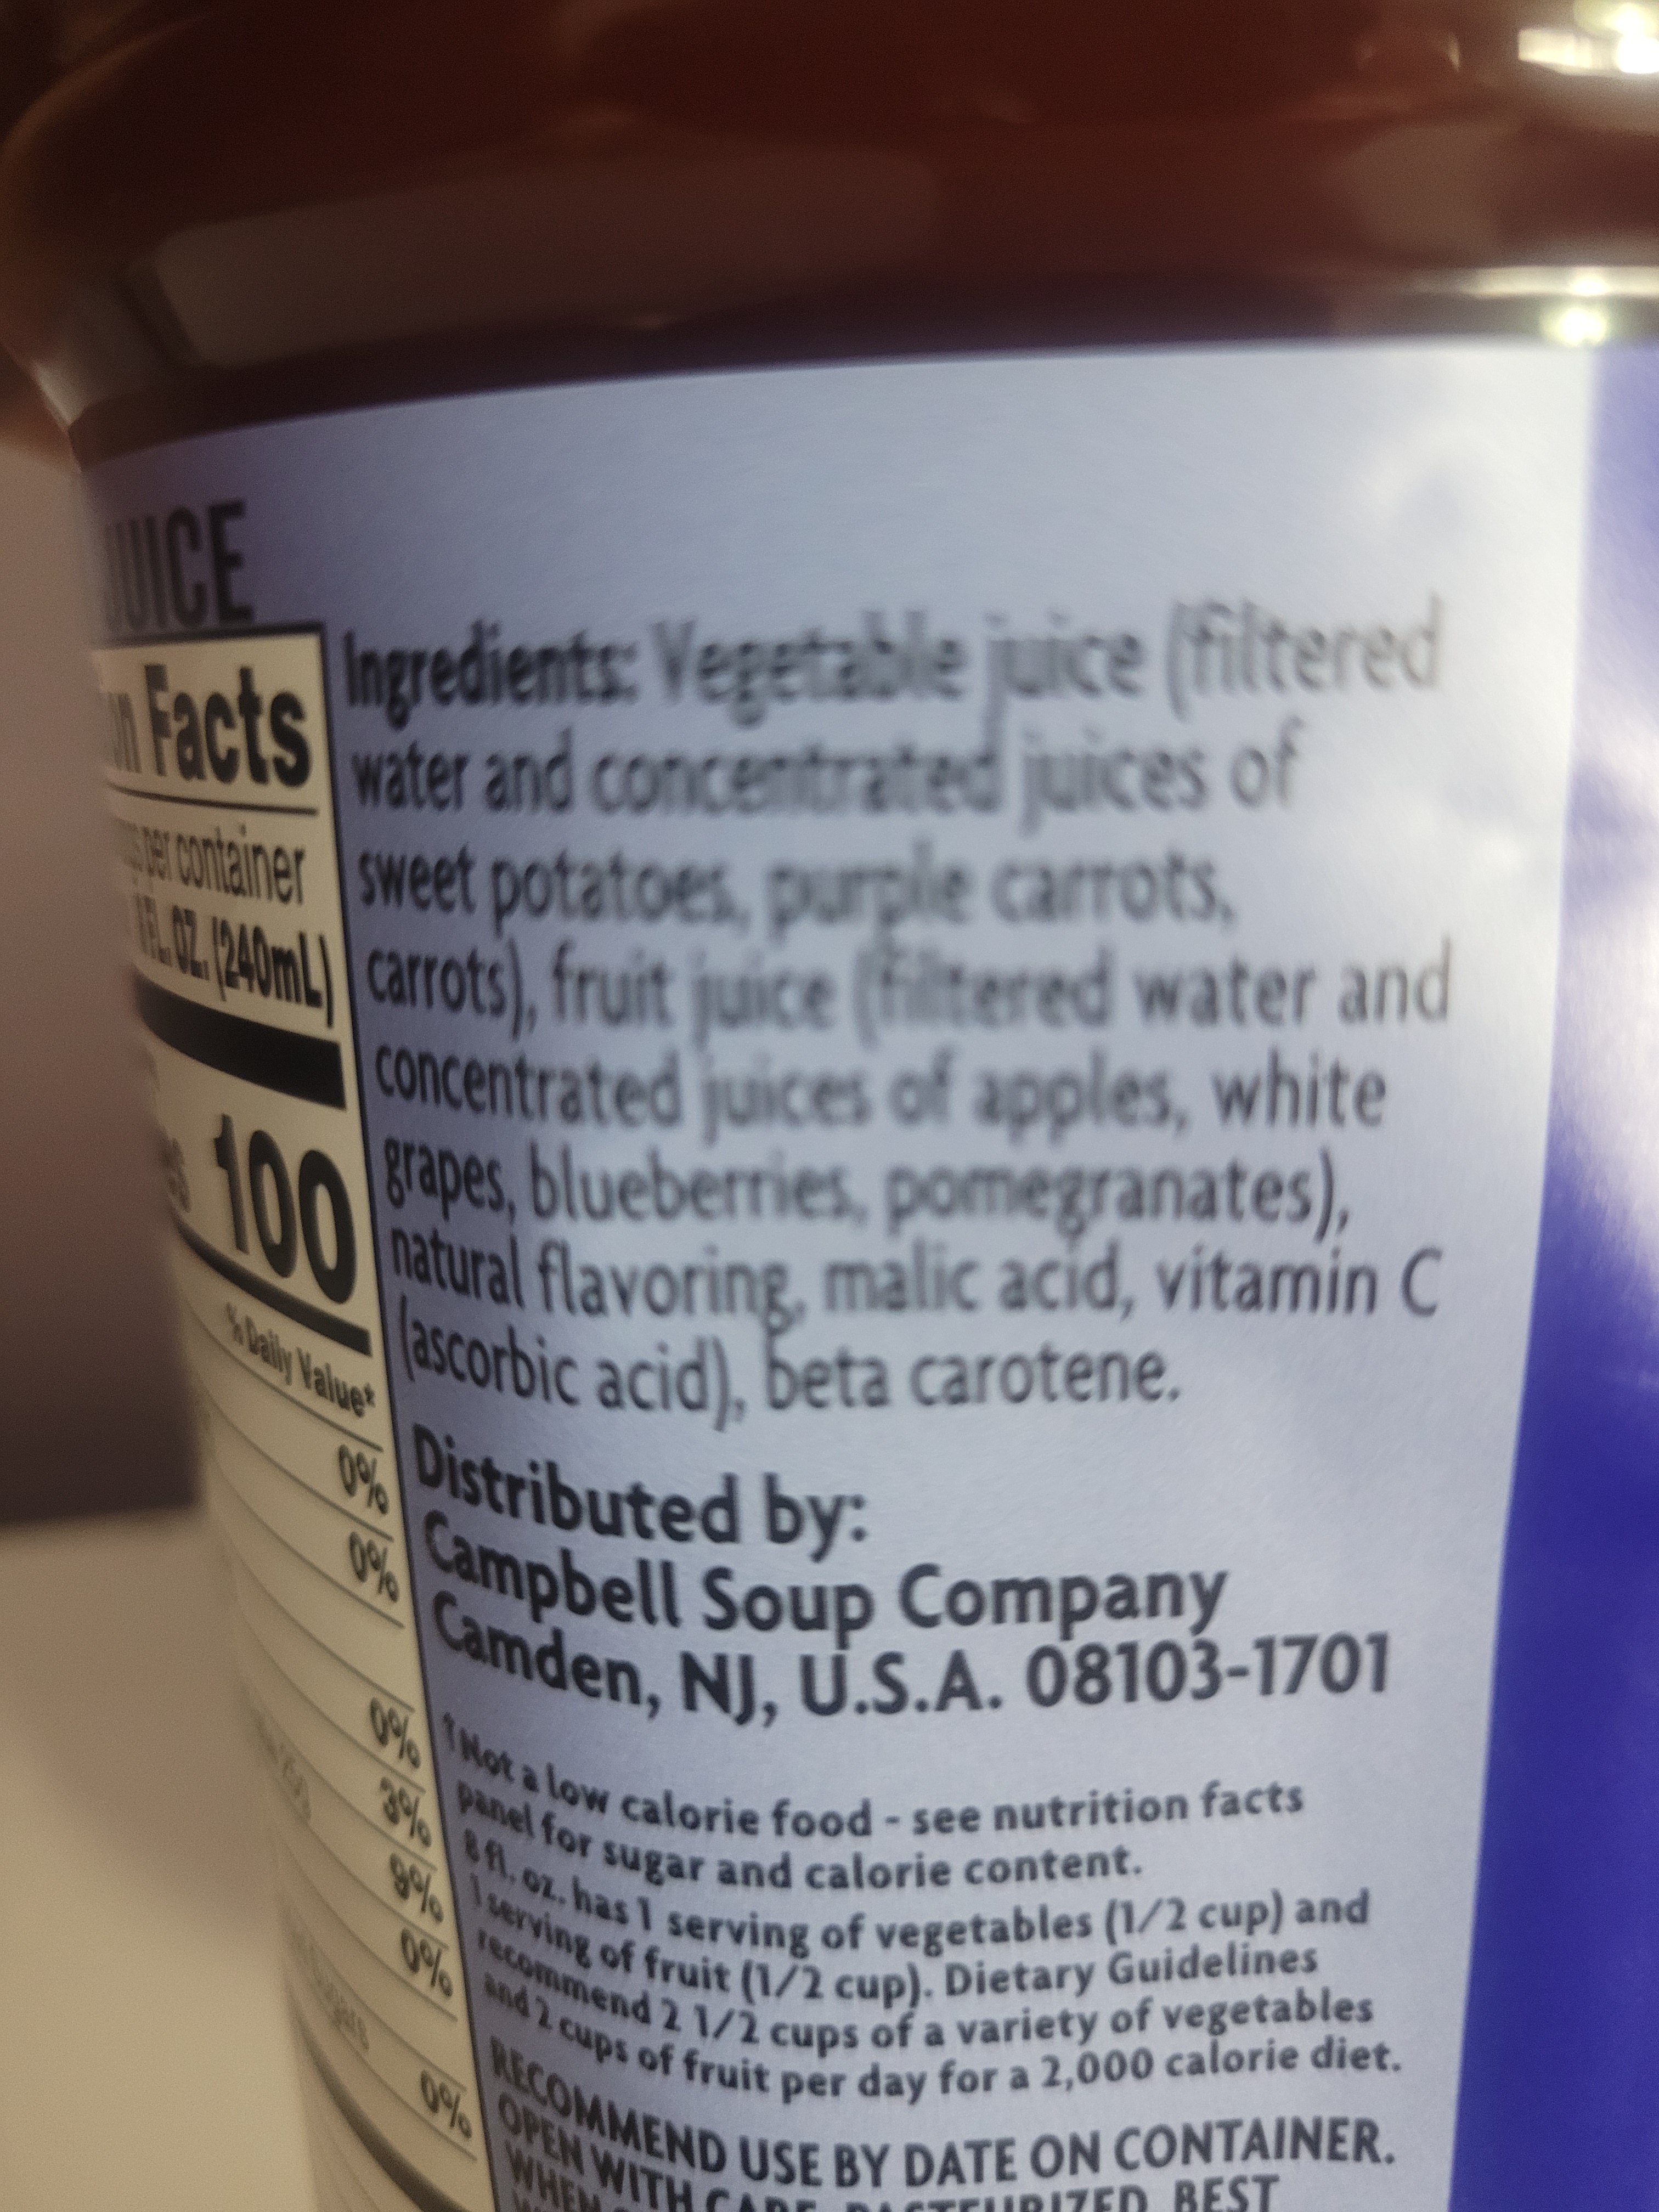 JUICE
Facts
per container
FL. OZ. (240mL)
100
% Daily Value*
0%
0%
0%
3%
9%
0%
0%
Ingredients: Vegetable juice (filtered
water and concentrated juices of
sweet potatoes, purple carrots,
carrots), fruit juice (filtered water and
concentrated juices of apples, white
grapes, blueberries, pomegranates),
natural flavoring, malic acid, vitamin C
(ascorbic acid), beta carotene.
Distributed by:
Campbell Soup Company
Camden, NJ, U.S.A. 08103-1701
†Not a low calorie food - see nutrition facts
panel for sugar and calorie content.
8 fl. oz. has 1 serving of vegetables (1/2 cup) and
1 serving of fruit (1/2 cup). Dietary Guidelines
recommend 2 1/2 cups of a variety of vegetables
and 2 cups of fruit per day for a 2,000 calorie diet.
RECOMMEND USE BY DATE ON CONTAINER.
OPEN WITH CARE. PASTEURIZED. BEST
WHEN